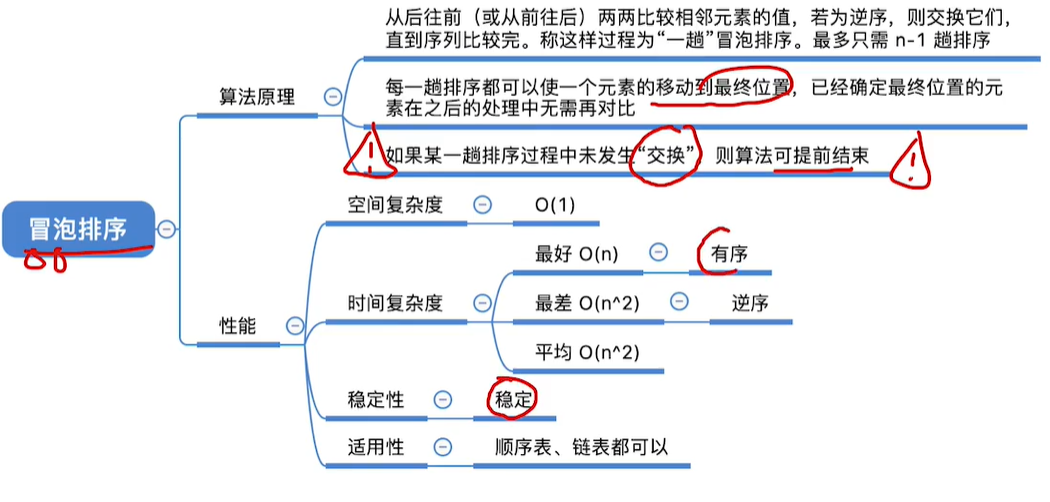 冒泡排序
算法原理
从后往前（或从前往后）两两比较相邻元素的值，若为逆序，则交换它们，
直到序列比较完。称这样过程为“一趟”冒泡排序。最多只需 n-1 趟排序
每一趟排序都可以使一个元素的移动到最终位置，已经确定最终位置的元
素在之后的处理中无需再对比
如果某一趟排序过程中未发生“交换” 则算法可提前结束
性能
空间复杂度
O(1)
时间复杂度
最好 O(n)
有序
最差 O(n^2)
逆序
平均 O(n^2)
稳定性
稳定
适用性
顺序表、链表都可以